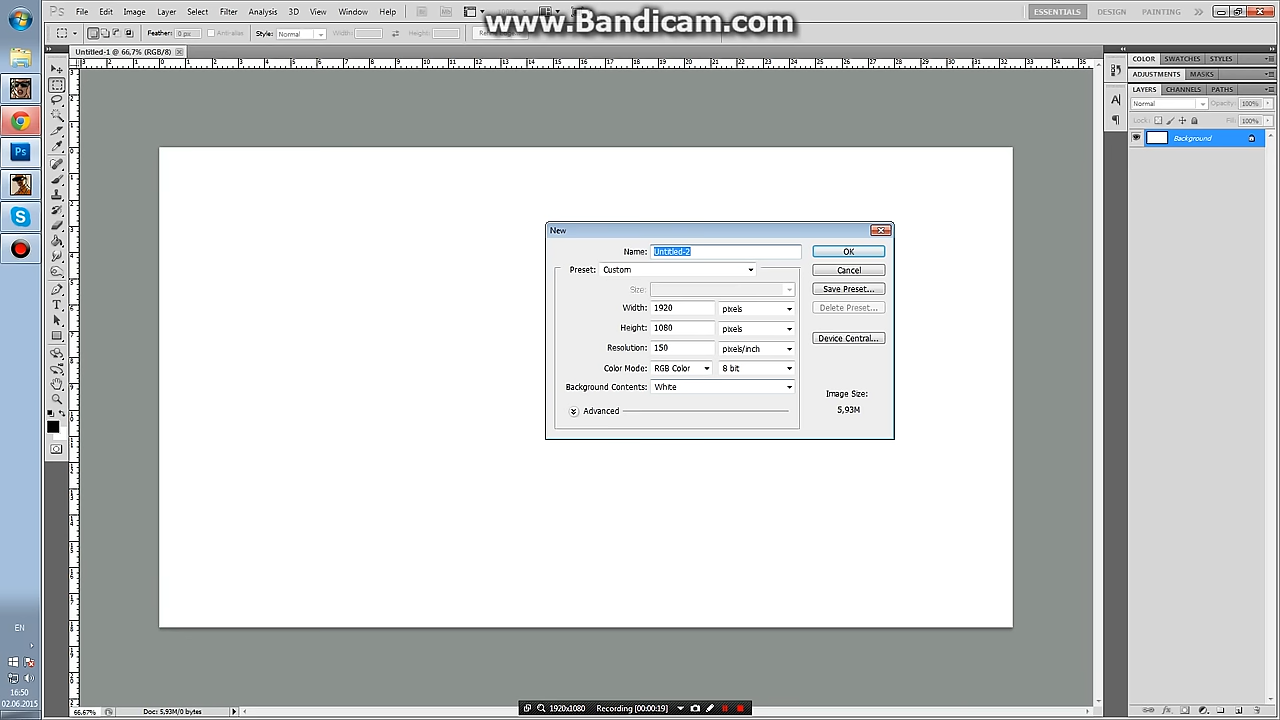 www.Bandicam.com
Ps File Edit Image Layer Select Filter Analysis 3D View Window Help ESSENTIALS DESIGN PAINTING
Feather: 0 px Anti-alias Style: Normal Width: Height:
Untitled-1 @ 66,7% (RGB/8)
COLOR SWATCHES STYLES
ADJUSTMENTS MASKS
LAYERS CHANNELS PATHS
Normal Opacity: 100%
Lock: Fill: 100%
Background
New
Name: Untitled-2 OK
Preset: Custom Cancel
Size: Save Preset...
Width: 1920 pixels Delete Preset...
Height: 1080 pixels
Device Central...
Resolution: 150 pixels/inch
Color Mode: RGB Color 8 bit
Background Contents: White
Image Size:
5,93M
Advanced
EN
16:50
02.06.2015
66.67% Doc: 5,93M/0 bytes
1920x1080 Recording [00:00:19]